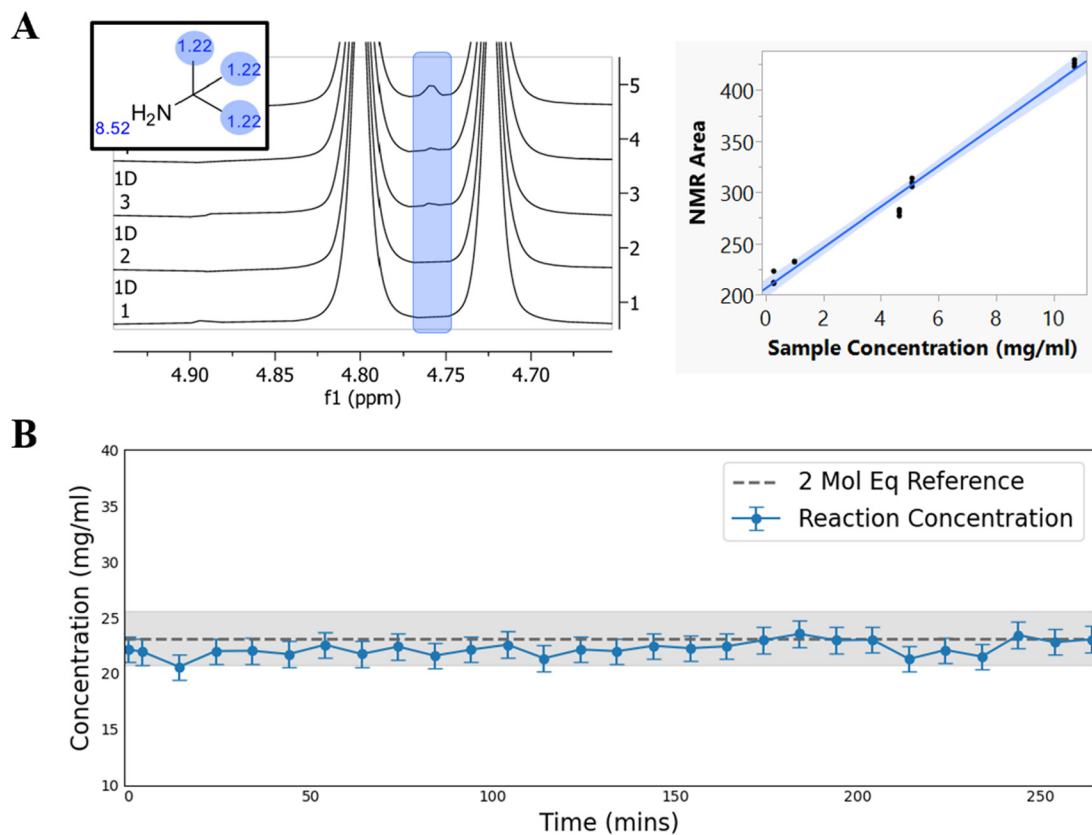 A
1.22
1.22
H₂N
8.52
1.22
5
4
1D
3
3
1D
2
2
1D
1
1
4.90 4.85 4.80 4.75 4.70
f1 (ppm)
NMR Area
400
350
300
250
200
0 2 4 6 8 10
Sample Concentration (mg/ml)
B
Concentration (mg/ml)
40
35
30
25
20
15
10
2 Mol Eq Reference
Reaction Concentration
0 50 100 150 200 250
Time (mins)